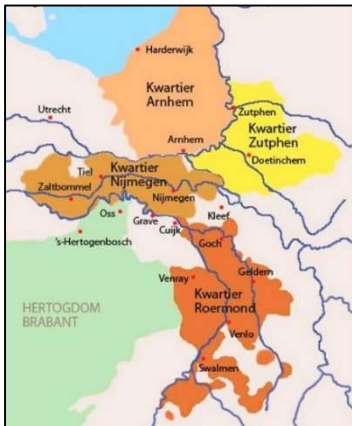 Harderwijk
Kwartier
Arnhem
Utrecht
Zutphen
Kwartier
Zutphen
Arnhem
Doetinchem
Tiel
Kwartier
Nijmegen
Zaltbommel
Nijmegen
Oss
Grave
Kleef
Cuijk
's-Hertogenbosch
Goch
Venray
Geldern
Kwartier
Roermond
HERTOGDOM
BRABANT
Venlo
Swalmen